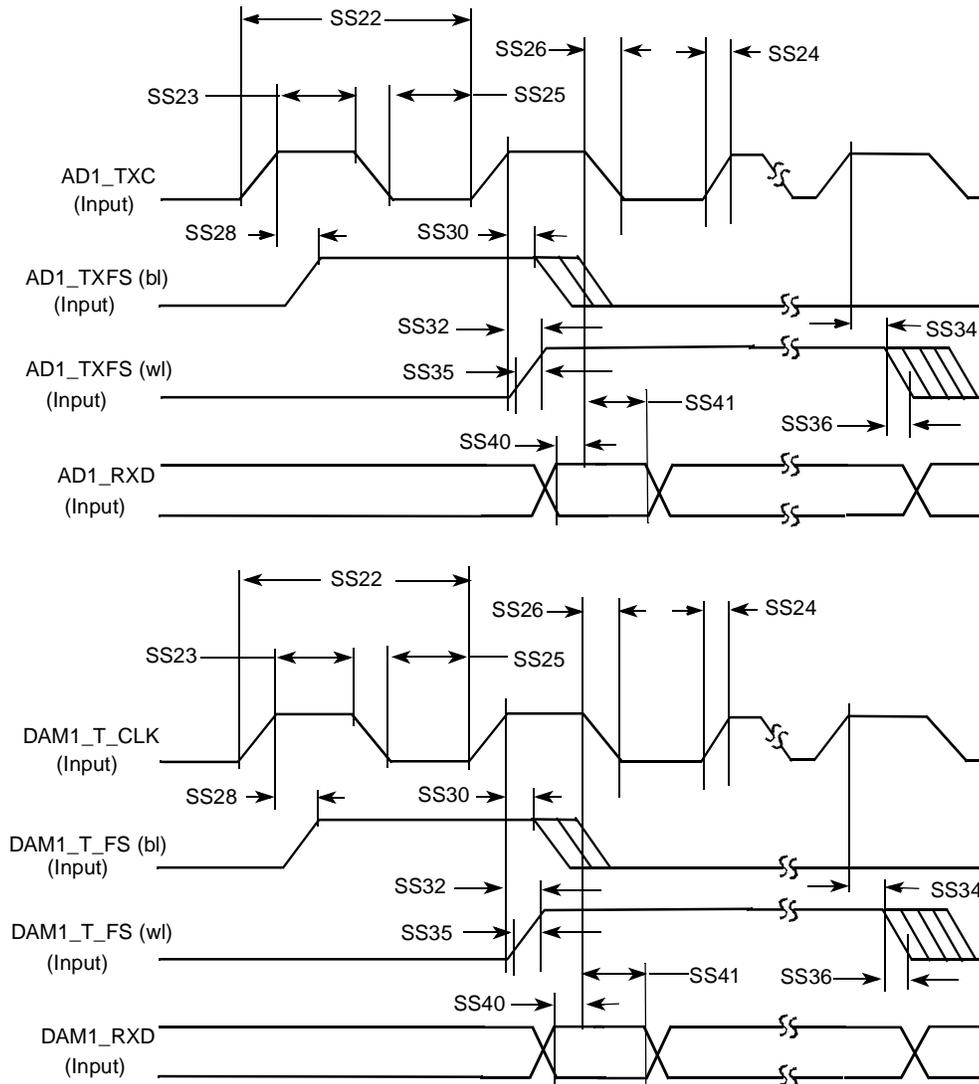 SS22
SS26
SS24
SS23
SS25
AD1_TXC
(Input)
SS28
SS30
AD1_TXFS (bl)
(Input)
SS32
SS34
AD1_TXFS (wl)
(Input)
SS35
SS41
SS36
SS40
AD1_RXD
(Input)
SS22
SS26
SS24
SS23
SS25
DAM1_T_CLK
(Input)
SS28
SS30
DAM1_T_FS (bl)
(Input)
SS32
SS34
DAM1_T_FS (wl)
(Input)
SS35
SS41
SS36
SS40
DAM1_RXD
(Input)